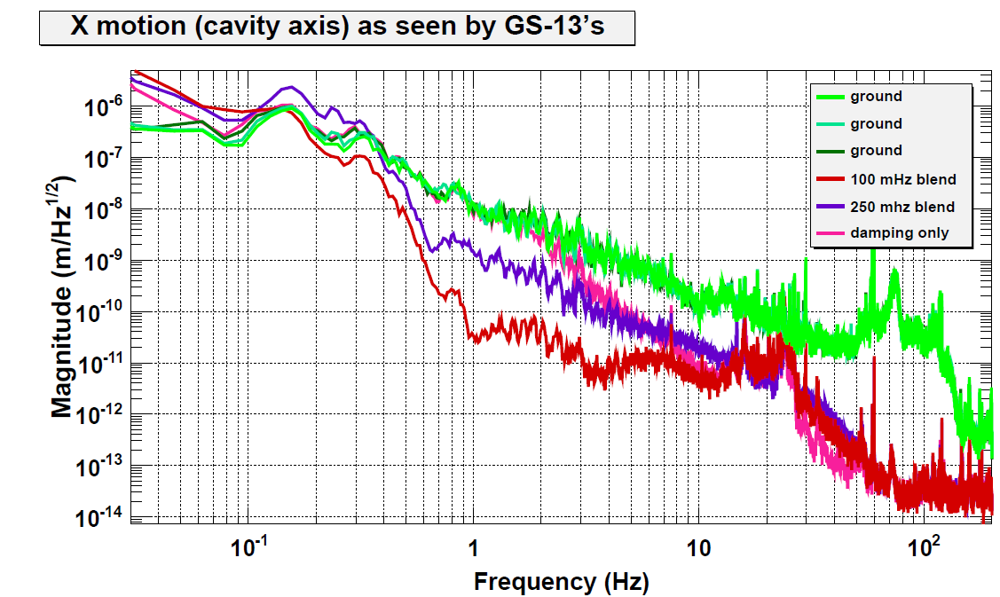 X motion (cavity axis) as seen by GS-13’s
Magnitude (m/Hz^1/2)
10^-6
10^-7
10^-8
10^-9
10^-10
10^-11
10^-12
10^-13
10^-14
ground
ground
ground
100 mHz blend
250 mhz blend
damping only
10^-1 1 10 10^2
Frequency (Hz)